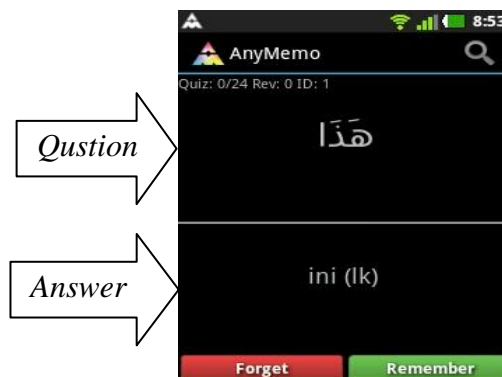 8:53
AnyMemo
Quiz: 0/24 Rev: 0 ID: 1
Qustion
هَذَا
Answer
ini (lk)
Forget Remember